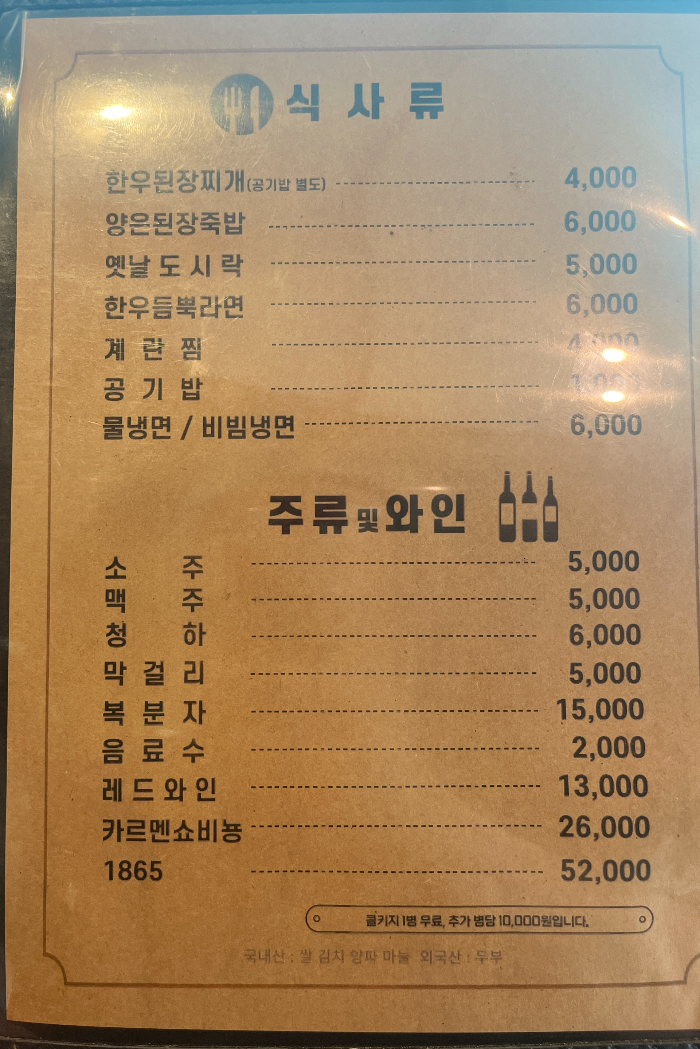 식사류
한우된장찌개(공기밥 별도) 4,000
양은된장죽밥 6,000
옛날도시락 5,000
한우듬뿍라면 6,000
계란찜 4,000
공기밥 1,000
물냉면 / 비빔냉면 6,000
주류 및 와인
소주 5,000
맥주 5,000
청하 6,000
막걸리 5,000
복분자 15,000
음료수 2,000
레드와인 13,000
카르멘쇼비뇽 26,000
1865 52,000
콜키지 1병 무료, 추가 병당 10,000원입니다.
국내산 : 쌀 김치 양파 마늘 외국산 : 두부